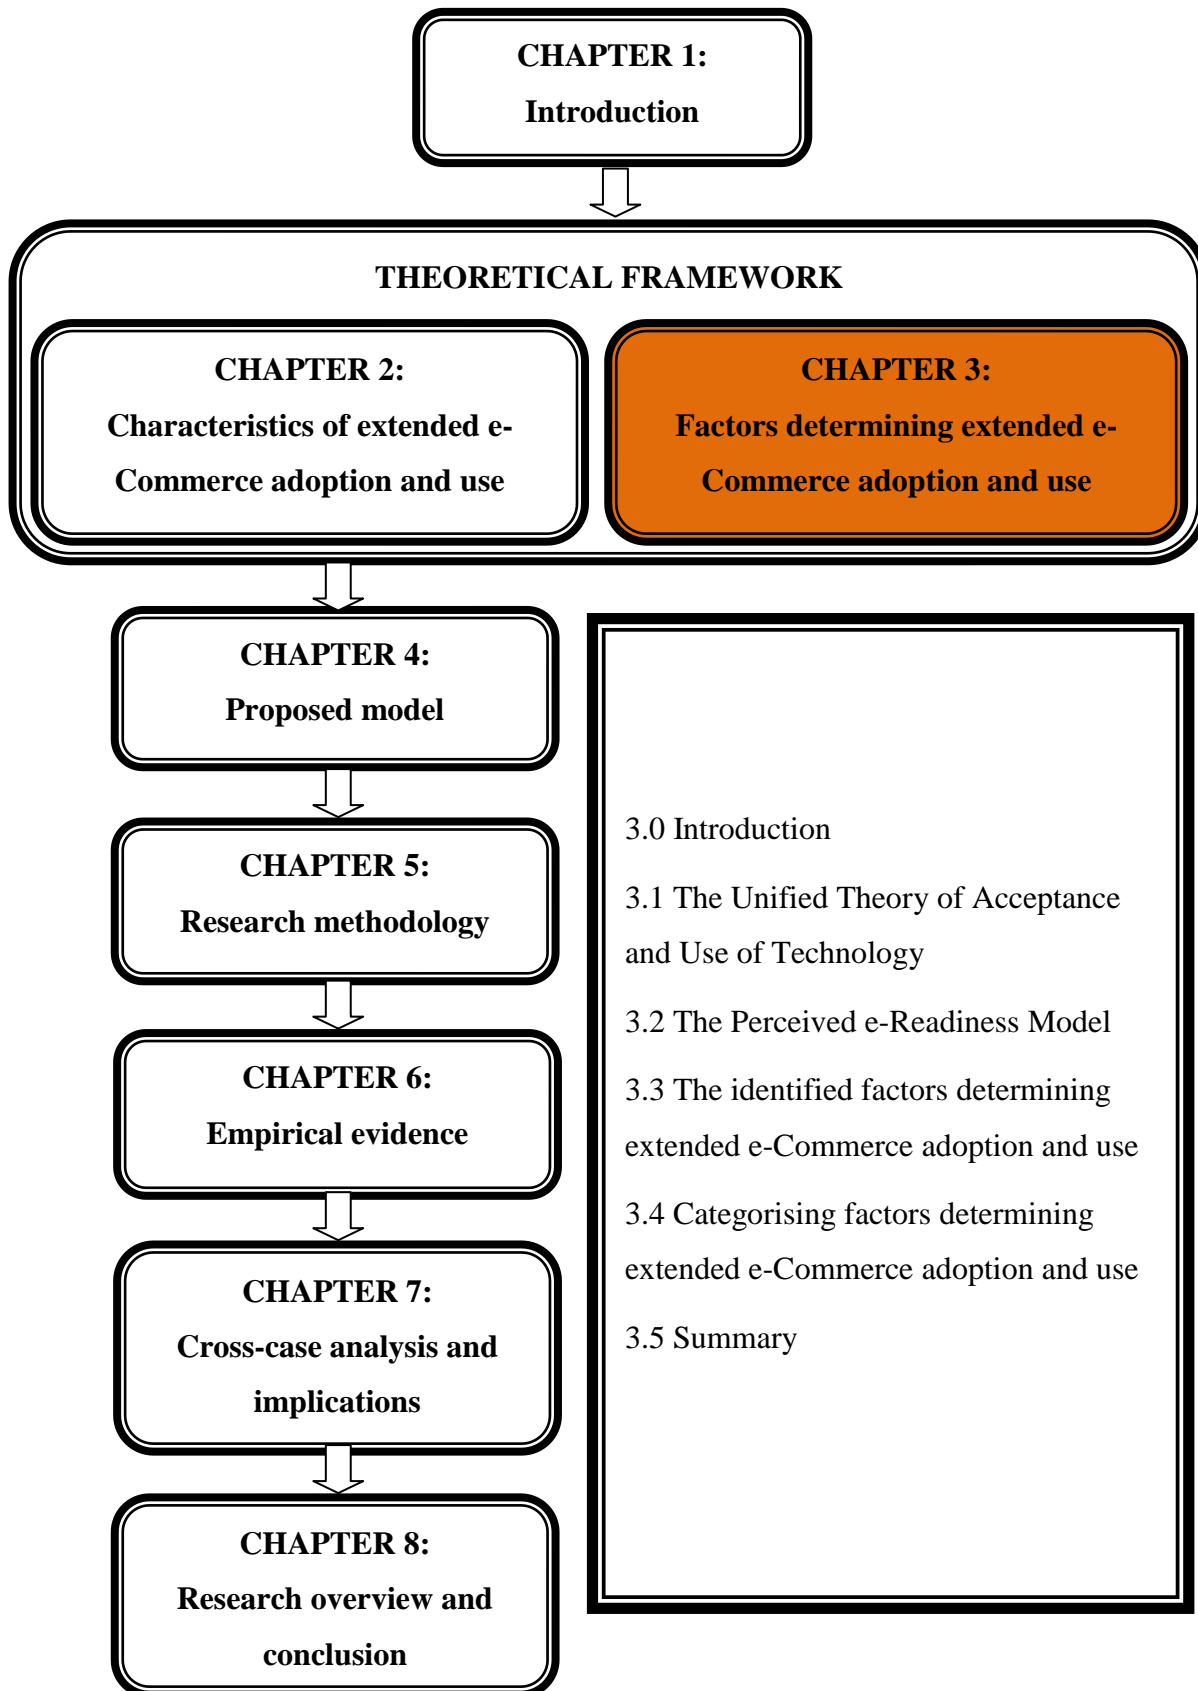 CHAPTER 1:
Introduction
THEORETICAL FRAMEWORK
CHAPTER 2:
Characteristics of extended e-
Commerce adoption and use
CHAPTER 3:
Factors determining extended e-
Commerce adoption and use
CHAPTER 4:
Proposed model
CHAPTER 5:
Research methodology
CHAPTER 6:
Empirical evidence
CHAPTER 7:
Cross-case analysis and
implications
CHAPTER 8:
Research overview and
conclusion
3.0 Introduction
3.1 The Unified Theory of Acceptance
and Use of Technology
3.2 The Perceived e-Readiness Model
3.3 The identified factors determining
extended e-Commerce adoption and use
3.4 Categorising factors determining
extended e-Commerce adoption and use
3.5 Summary